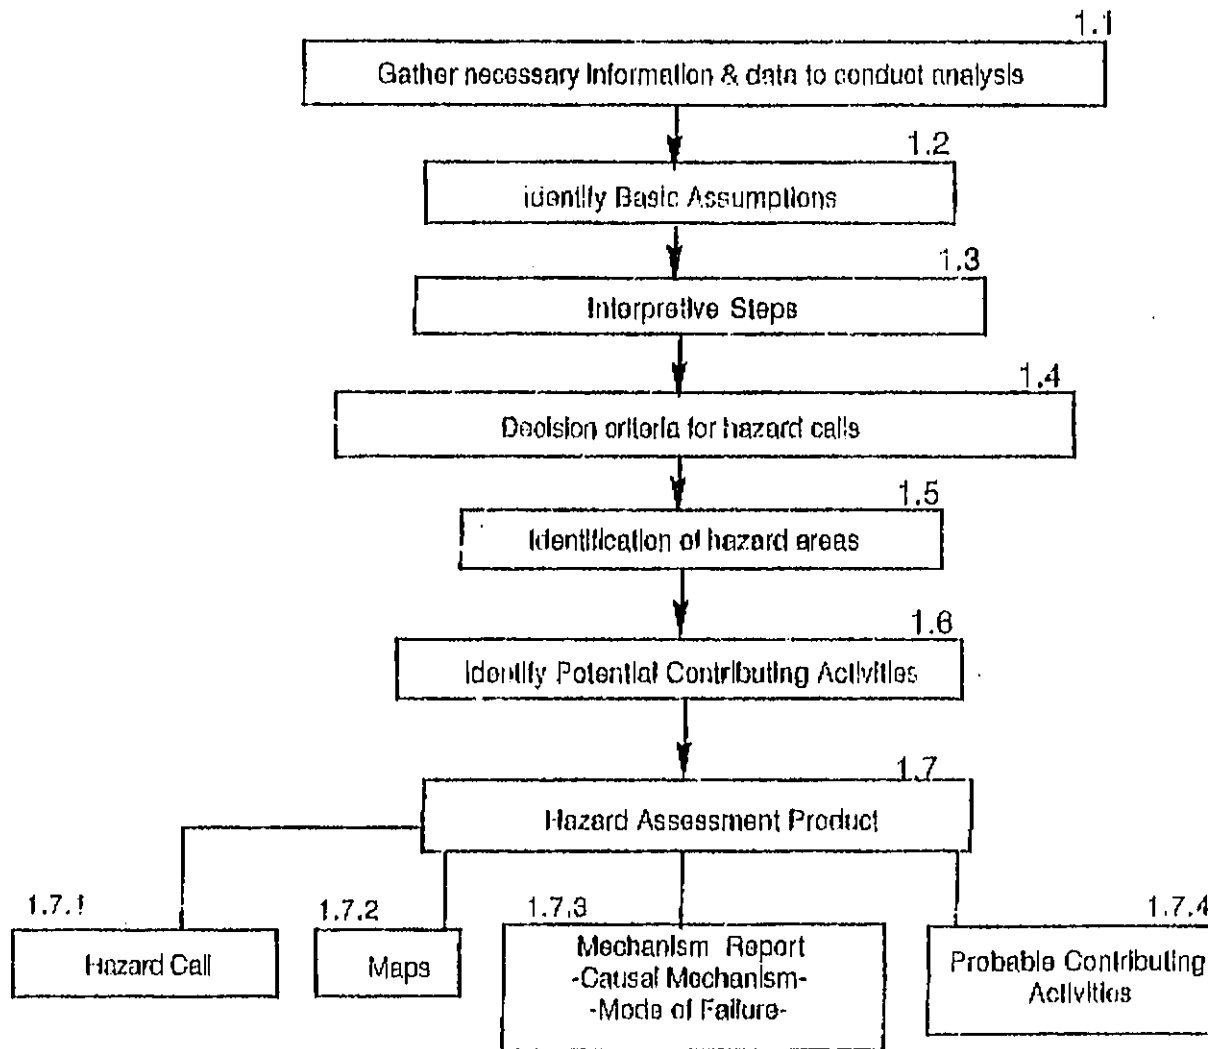 1.1
Gather necessary Information & data to conduct analysis
1.2
Identify Basic Assumptions
1.3
Interpretive Steps
1.4
Decision criteria for hazard calls
1.5
Identification of hazard areas
1.6
Identify Potential Contributing Activities
1.7
Hazard Assessment Product
1.7.1
Hazard Call
1.7.2
Maps
1.7.3
Mechanism Report
-Causal Mechanism-
-Mode of Failure-
1.7.4
Probable Contributing
Activities